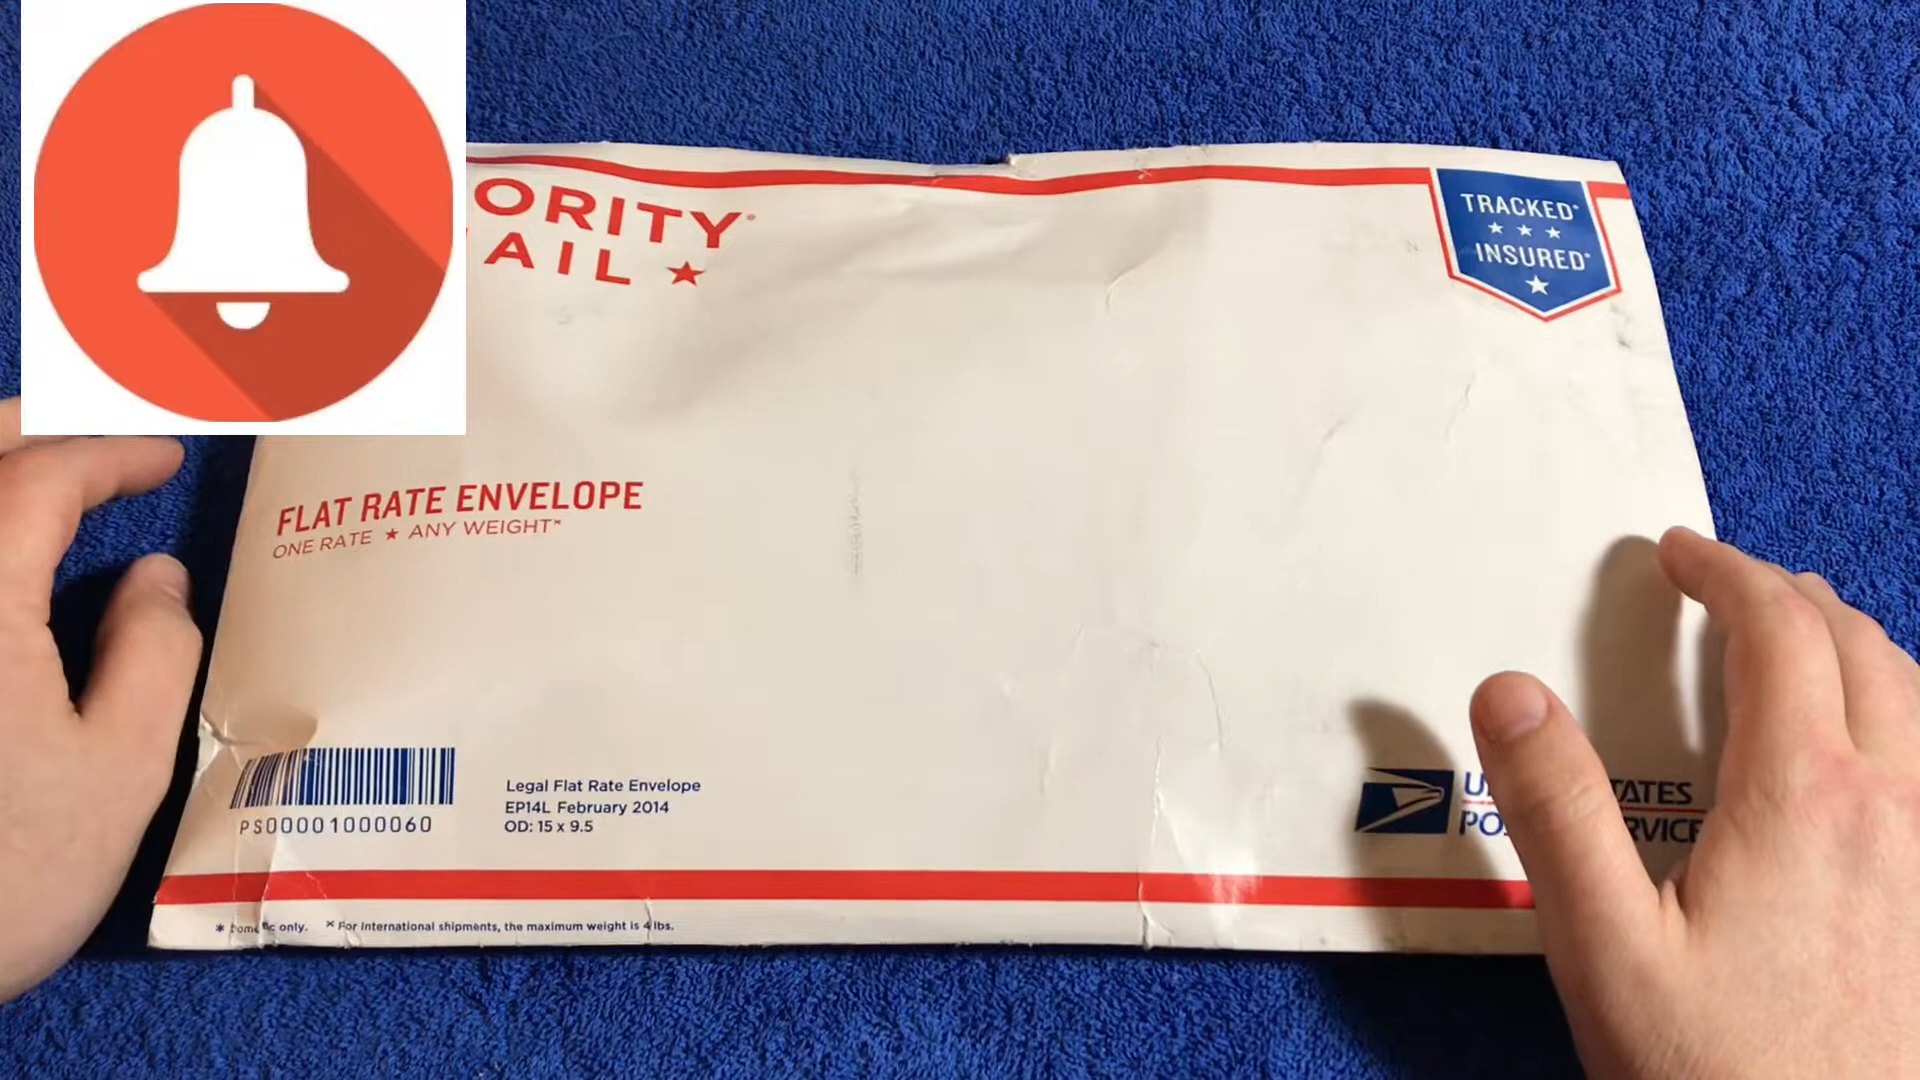 ORITY
AIL ★
TRACKED*
★ ★ ★
INSURED*
★
FLAT RATE ENVELOPE
ONE RATE ★ ANY WEIGHT*
PS00001000060
Legal Flat Rate Envelope
EP14L February 2014
OD: 15 x 9.5
U TATES
PO RVICE
* only. × For International shipments, the maximum weight is 4 lbs.